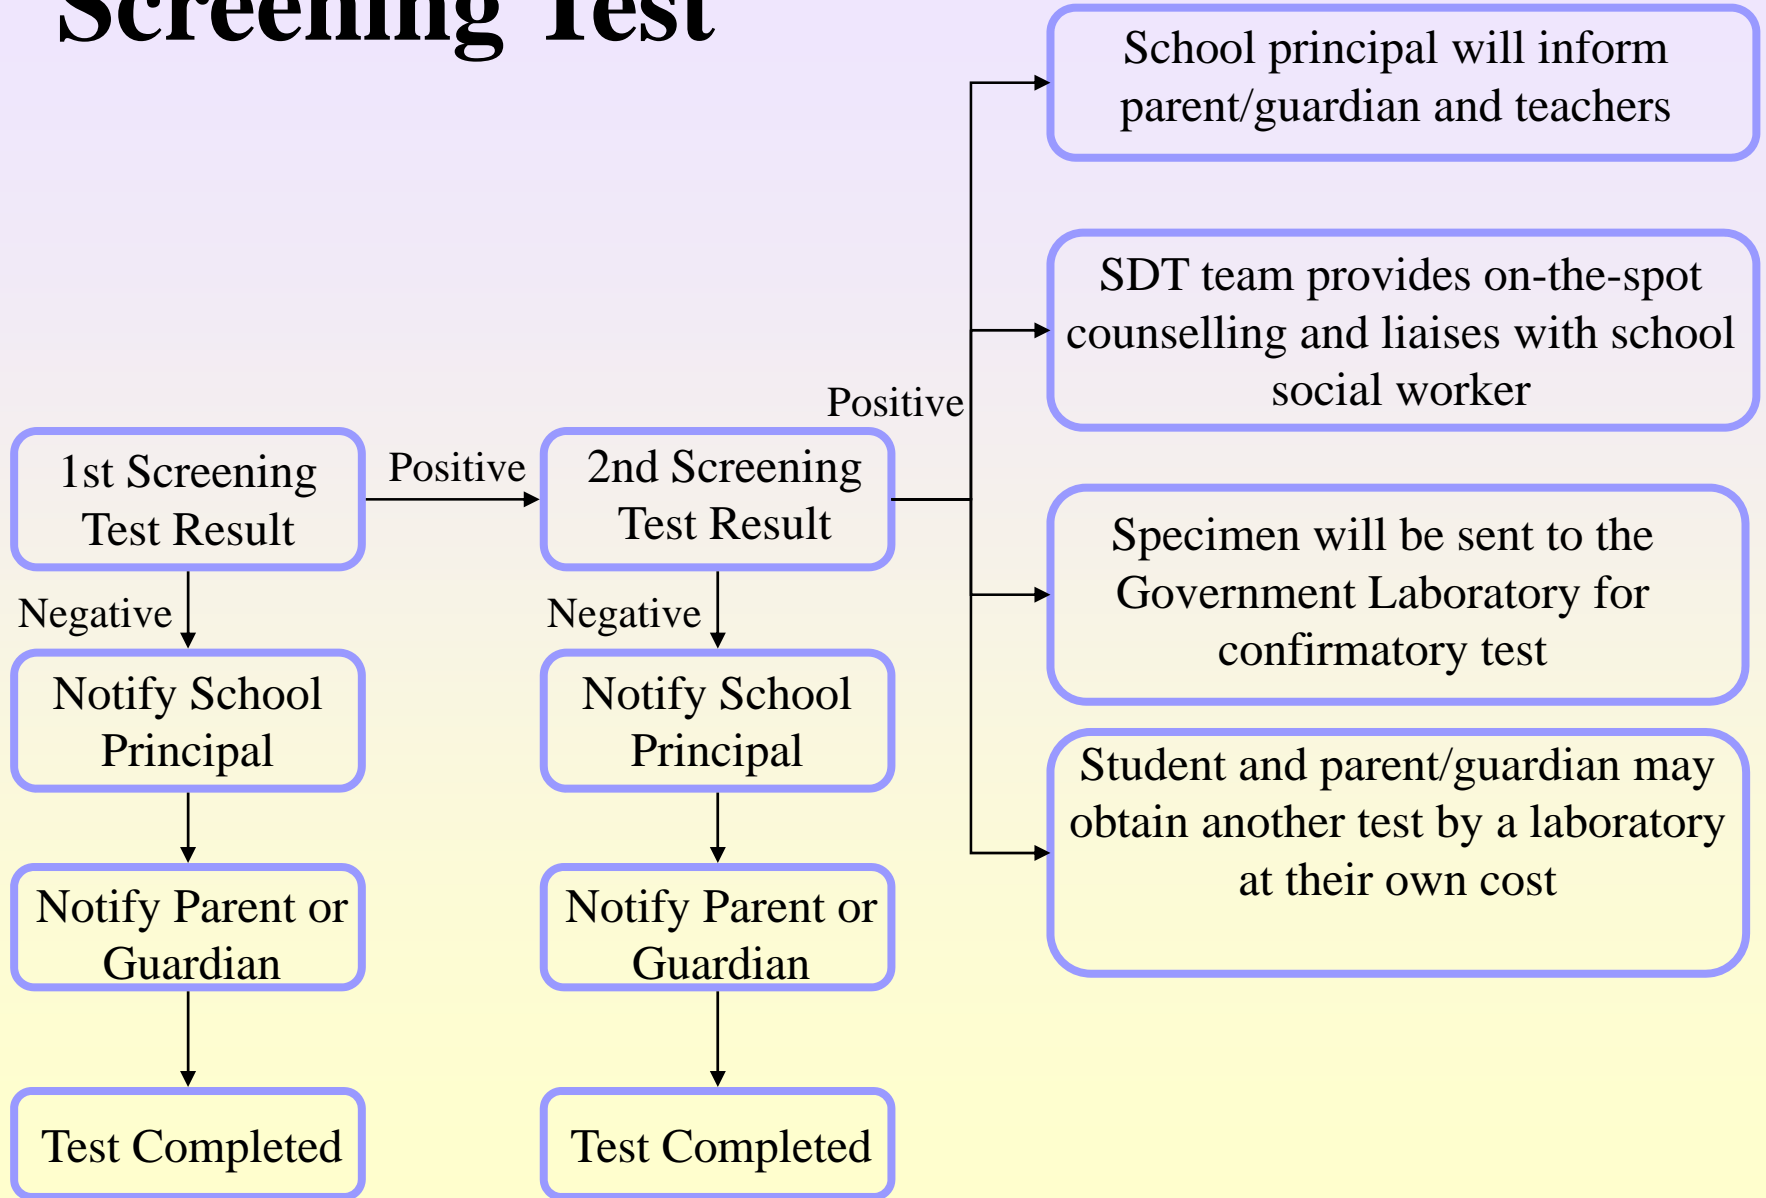 Screening Test
School principal will inform
parent/guardian and teachers
SDT team provides on-the-spot
counselling and liaises with school
social worker
Positive
1st Screening
Test Result
Positive
2nd Screening
Test Result
Specimen will be sent to the
Government Laboratory for
confirmatory test
Negative
Negative
Notify School
Principal
Notify School
Principal
Student and parent/guardian may
obtain another test by a laboratory
at their own cost
Notify Parent or
Guardian
Notify Parent or
Guardian
Test Completed
Test Completed